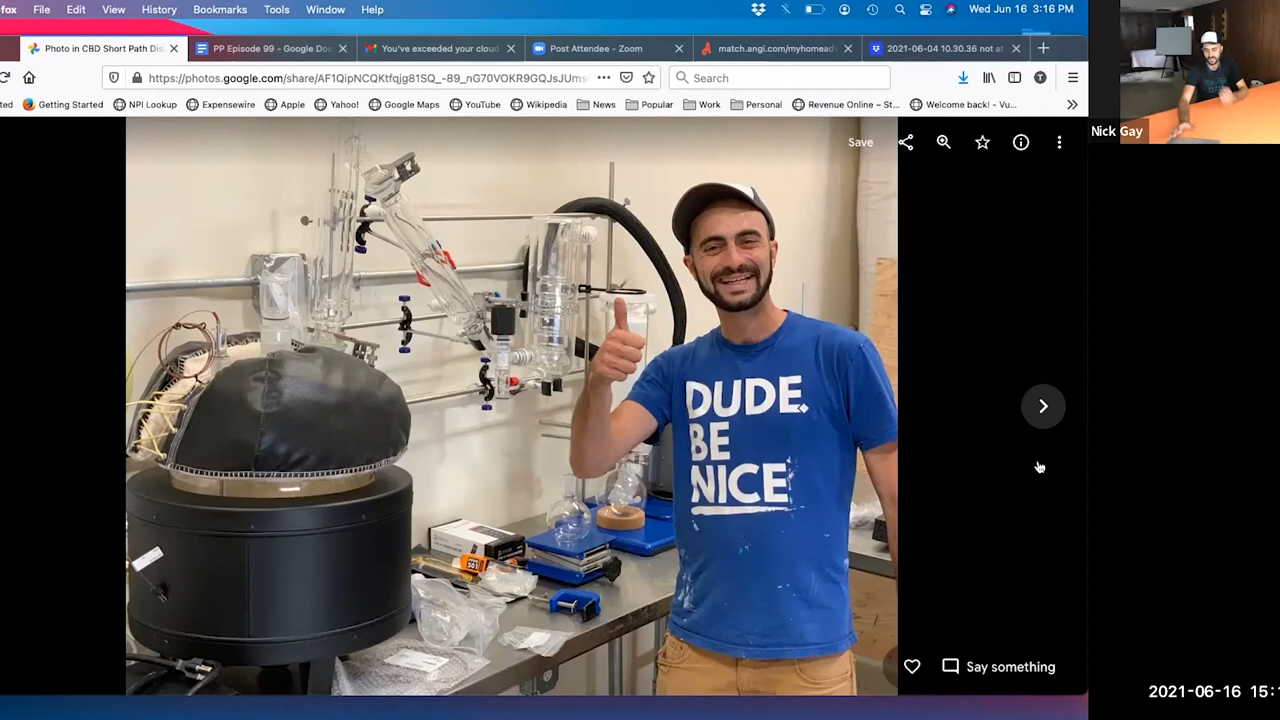 fox File Edit View History Bookmarks Tools Window Help Wed Jun 16 3:16 PM
Photo in CBD Short Path Dis PP Episode 99 - Google Doc You've exceeded your cloud Post Attendee - Zoom match.angi.com/myhomeadv 2021-06-04 10.30.36 not a
https://photos.google.com/share/AF1QipNCQKtfqjg81SQ_-89_nG70VOKR9GQJsJUms Search
ted Getting Started NPI Lookup Expensewire Apple Yahoo! Google Maps YouTube Wikipedia News Popular Work Personal Revenue Online – St... Welcome back! - Vu...
Nick Gay
Save
DUDE.
BE
NICE
Say something
2021-06-16 15:1